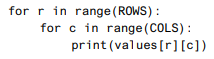 for r in range(ROWS):
    for c in range(COLS):
        print(values[r][c])